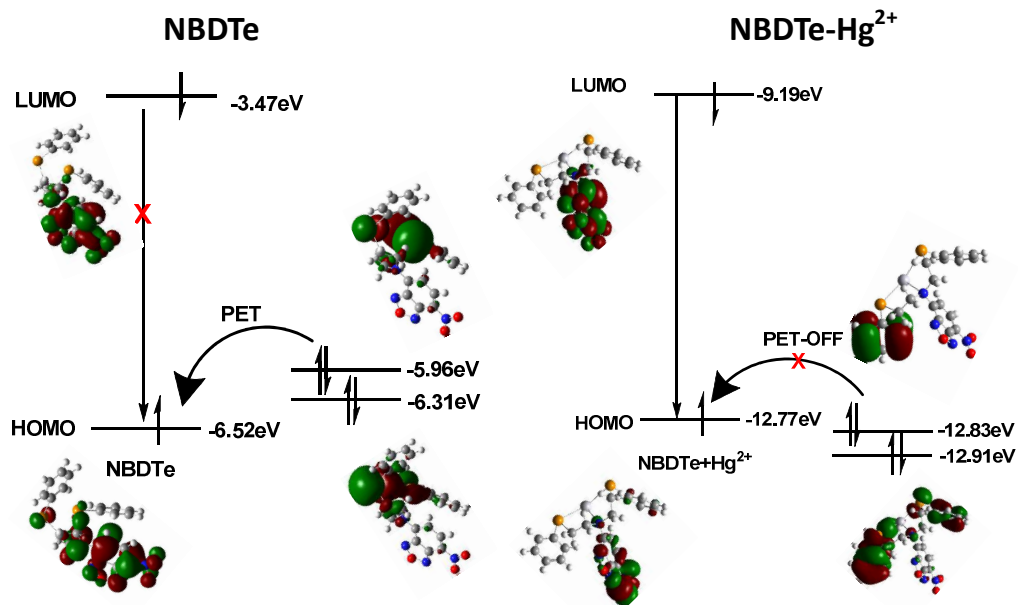 NBDTe
LUMO
-3.47eV
X
PET
-5.96eV
-6.31eV
HOMO
-6.52eV
NBDTe
NBDTe-Hg²⁺
LUMO
-9.19eV
PET-OFF
X
HOMO
-12.77eV
-12.83eV
-12.91eV
NBDTe+Hg²⁺